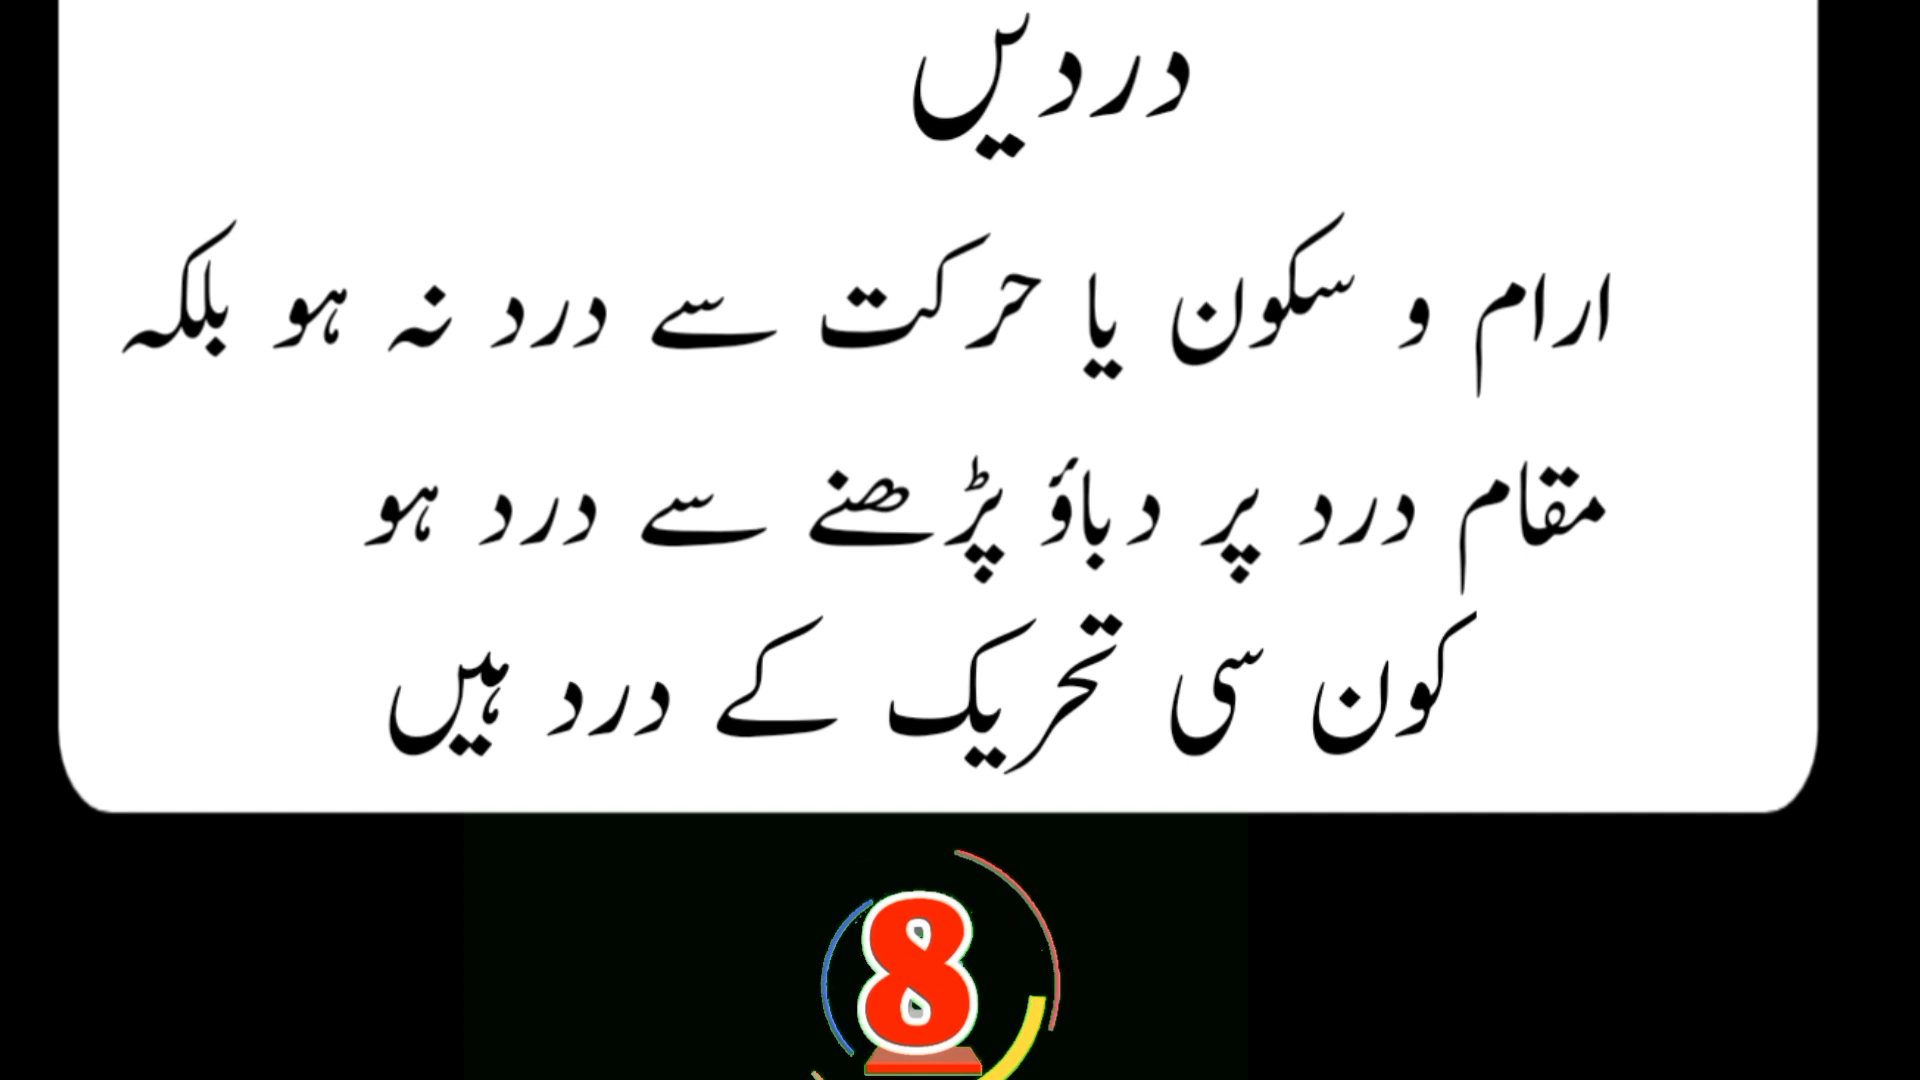 دردیں
ارام و سکون یا حرکت سے درد نہ ہو بلکہ
مقام درد پر دباؤ پڑھنے سے درد ہو
کون سی تحریک کے درد ہیں
8